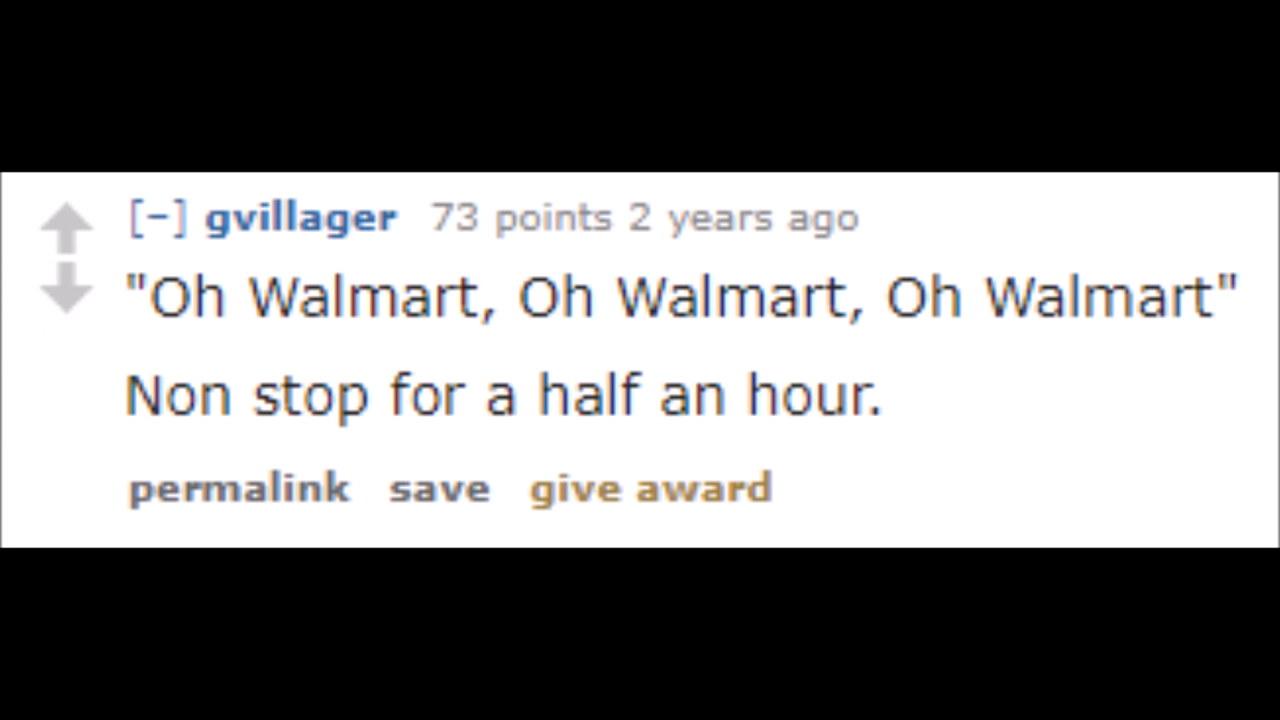 [−] gvillager 73 points 2 years ago
"Oh Walmart, Oh Walmart, Oh Walmart"
Non stop for a half an hour.
permalink save give award